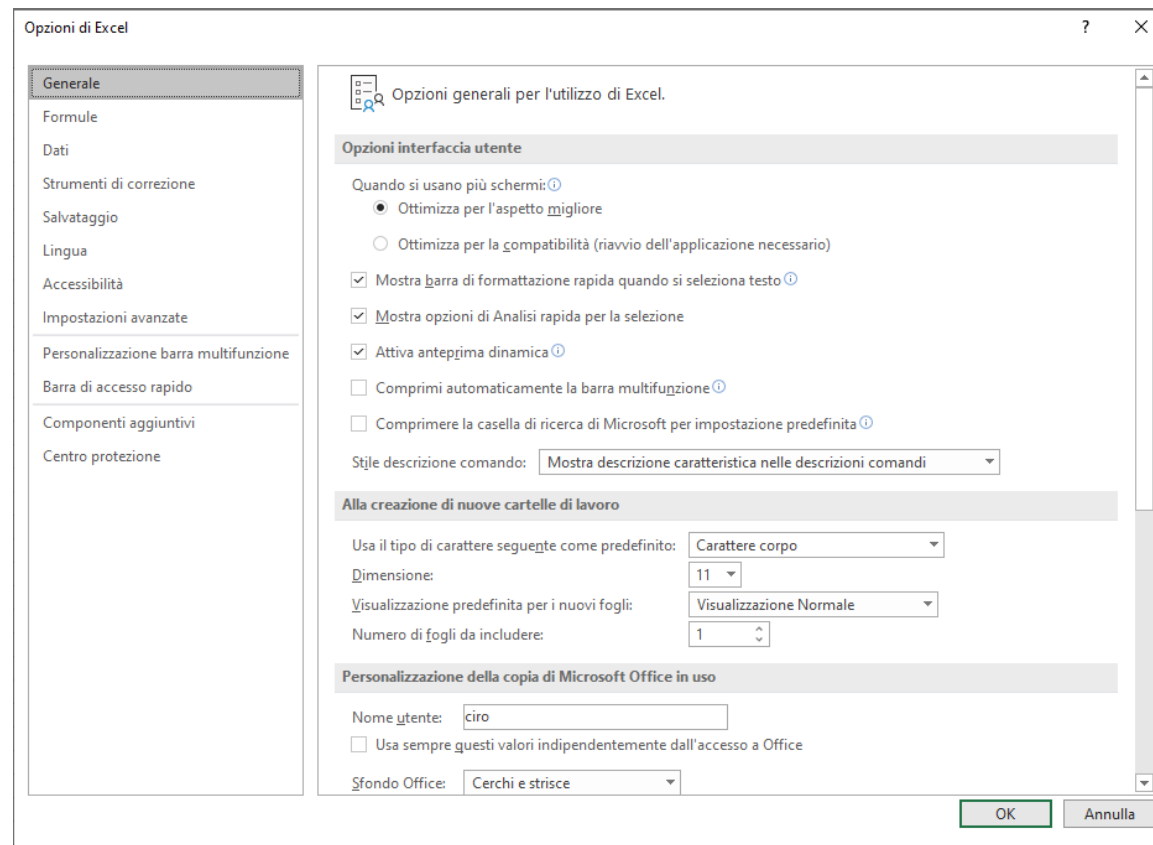 Opzioni di Excel
?
Generale
Formule
Dati
Strumenti di correzione
Salvataggio
Lingua
Accessibilità
Impostazioni avanzate
Personalizzazione barra multifunzione
Barra di accesso rapido
Componenti aggiuntivi
Centro protezione
Opzioni generali per l'utilizzo di Excel.
Opzioni interfaccia utente
Quando si usano più schermi:
Ottimizza per l'aspetto migliore
Ottimizza per la compatibilità (riavvio dell'applicazione necessario)
Mostra barra di formattazione rapida quando si seleziona testo
Mostra opzioni di Analisi rapida per la selezione
Attiva anteprima dinamica
Comprimi automaticamente la barra multifunzione
Comprimere la casella di ricerca di Microsoft per impostazione predefinita
Stile descrizione comando: Mostra descrizione caratteristica nelle descrizioni comandi
Alla creazione di nuove cartelle di lavoro
Usa il tipo di carattere seguente come predefinito: Carattere corpo
Dimensione: 11
Visualizzazione predefinita per i nuovi fogli: Visualizzazione Normale
Numero di fogli da includere: 1
Personalizzazione della copia di Microsoft Office in uso
Nome utente: ciro
Usa sempre questi valori indipendentemente dall'accesso a Office
Sfondo Office: Cerchi e strisce
OK Annulla